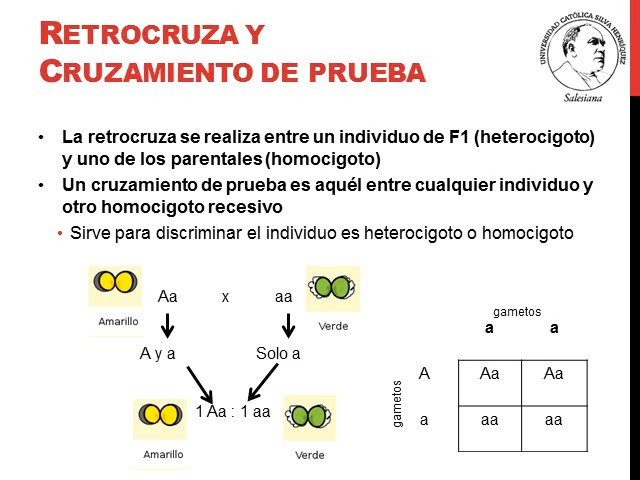 RETROCRUZA Y
CRUZAMIENTO DE PRUEBA
UNIVERSIDAD CATÓLICA SILVA HENRÍQUEZ
Salesiana
• La retrocruza se realiza entre un individuo de F1 (heterocigoto)
y uno de los parentales (homocigoto)
• Un cruzamiento de prueba es aquél entre cualquier individuo y
otro homocigoto recesivo
• Sirve para discriminar el individuo es heterocigoto o homocigoto
Aa x aa
Amarillo
Verde
A y a Solo a
1 Aa : 1 aa
Amarillo
Verde
gametos
a a
gametos
A Aa Aa
a aa aa